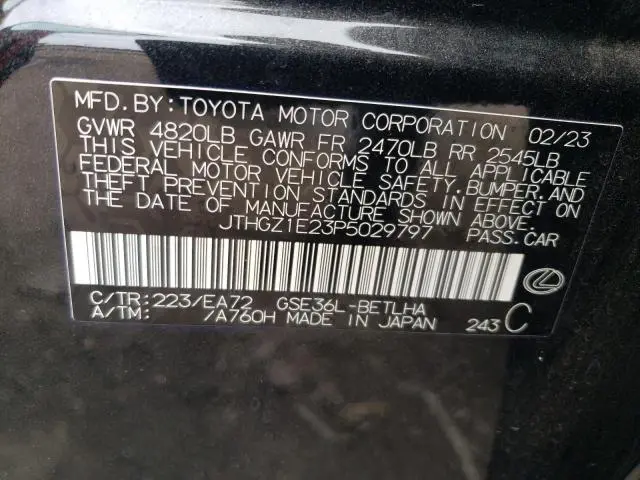 MFD. BY: TOYOTA MOTOR CORPORATION 02/23
GVWR 4820LB GAWR FR 2470LB RR 2545LB
THIS VEHICLE CONFORMS TO ALL APPLICABLE
FEDERAL MOTOR VEHICLE SAFETY, BUMPER, AND
THEFT PREVENTION STANDARDS IN EFFECT ON
THE DATE OF MANUFACTURE SHOWN ABOVE.
JTHGZ1E23P5029797 PASS.CAR
C/TR: 223/EA72 GSE36L-BETLHA
A/TM: /A760H MADE IN JAPAN 243 C